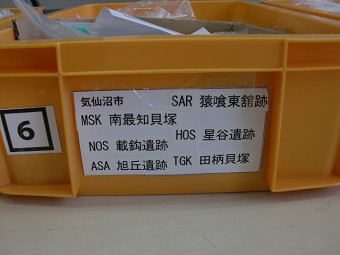 気仙沼市 SAR 猿喰東舘跡
MSK 南最知貝塚
HOS 星谷遺跡
NOS 載鈎遺跡
ASA 旭丘遺跡 TGK 田柄貝塚
6